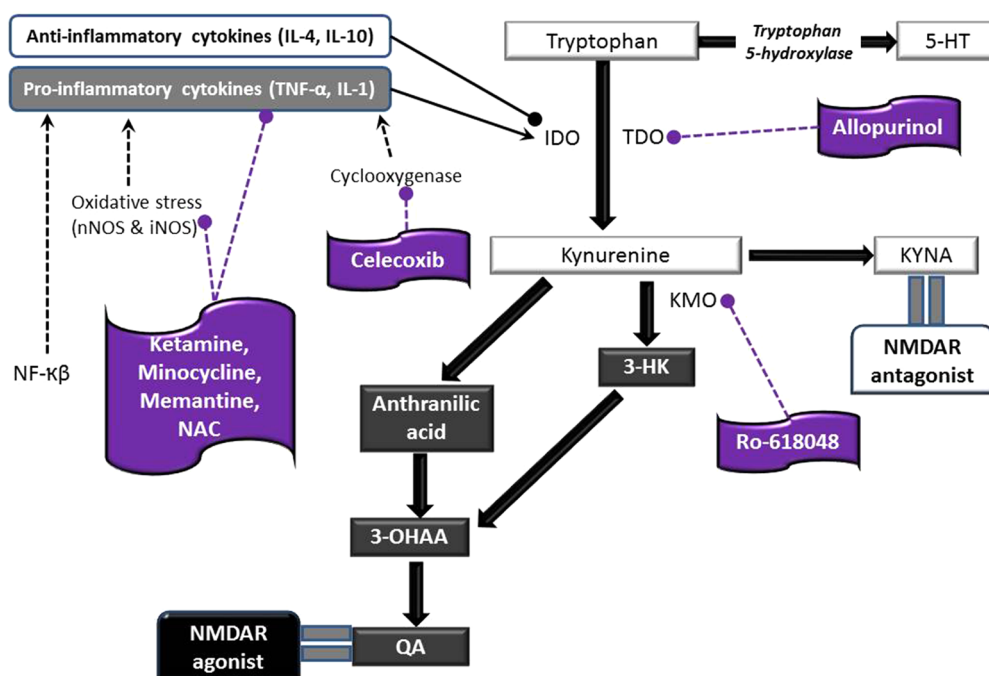 Anti-inflammatory cytokines (IL-4, IL-10)
Pro-inflammatory cytokines (TNF-α, IL-1)
Tryptophan
Tryptophan
5-hydroxylase
5-HT
IDO
TDO
Allopurinol
Cyclooxygenase
Oxidative stress
(nNOS & iNOS)
Celecoxib
Kynurenine
KYNA
KMO
NMDAR
antagonist
NF-κβ
Ketamine,
Minocycline,
Memantine,
NAC
3-HK
Anthranilic
acid
Ro-618048
3-OHAA
NMDAR
agonist
QA